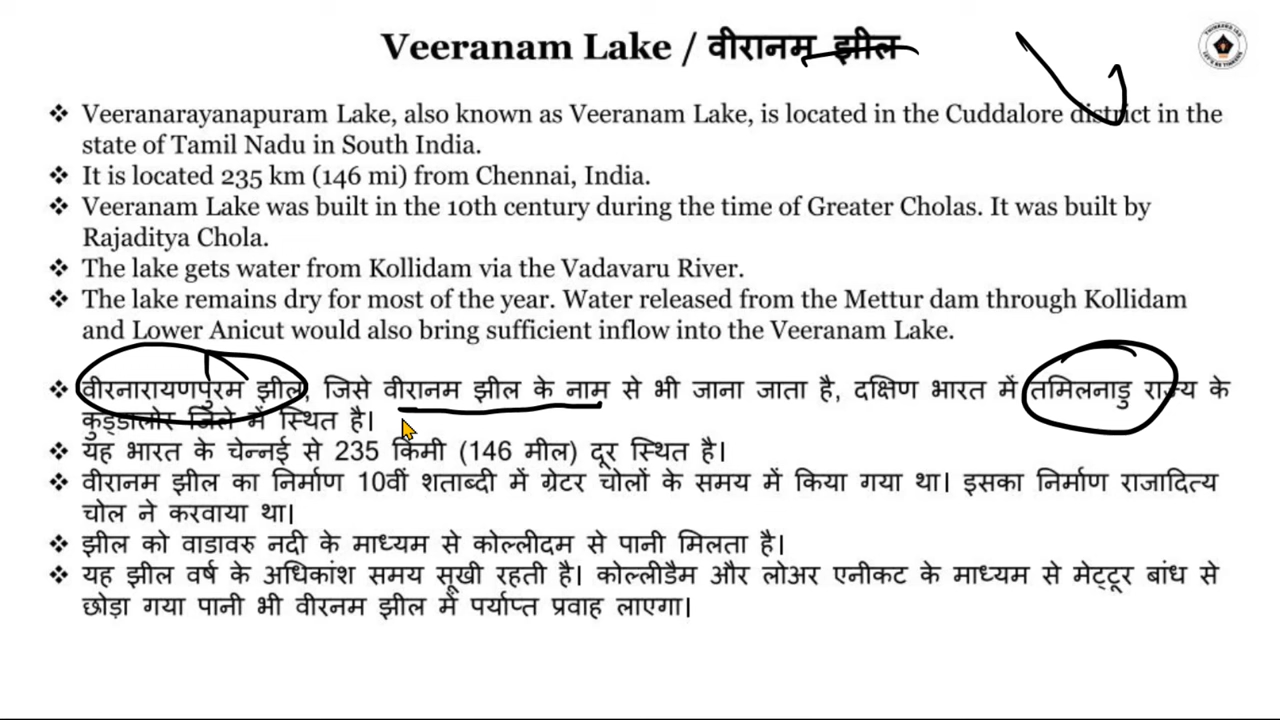 Veeranam Lake / वीरानम झील
❖ Veeranarayanapuram Lake, also known as Veeranam Lake, is located in the Cuddalore district in the
state of Tamil Nadu in South India.
❖ It is located 235 km (146 mi) from Chennai, India.
❖ Veeranam Lake was built in the 10th century during the time of Greater Cholas. It was built by
Rajaditya Chola.
❖ The lake gets water from Kollidam via the Vadavaru River.
❖ The lake remains dry for most of the year. Water released from the Mettur dam through Kollidam
and Lower Anicut would also bring sufficient inflow into the Veeranam Lake.
❖ वीरनारायणपुरम झील, जिसे वीरानम झील के नाम से भी जाना जाता है, दक्षिण भारत में तमिलनाडु राज्य के
कुड्डालोर जिले में स्थित है।
❖ यह भारत के चेन्नई से 235 किमी (146 मील) दूर स्थित है।
❖ वीरानम झील का निर्माण 10वीं शताब्दी में ग्रेटर चोलों के समय में किया गया था। इसका निर्माण राजादित्य
चोल ने करवाया था।
❖ झील को वाडावरु नदी के माध्यम से कोल्लीदम से पानी मिलता है।
❖ यह झील वर्ष के अधिकांश समय सूखी रहती है। कोल्लीडैम और लोअर एनीकट के माध्यम से मेट्टूर बांध से
छोड़ा गया पानी भी वीरनम झील में पर्याप्त प्रवाह लाएगा।